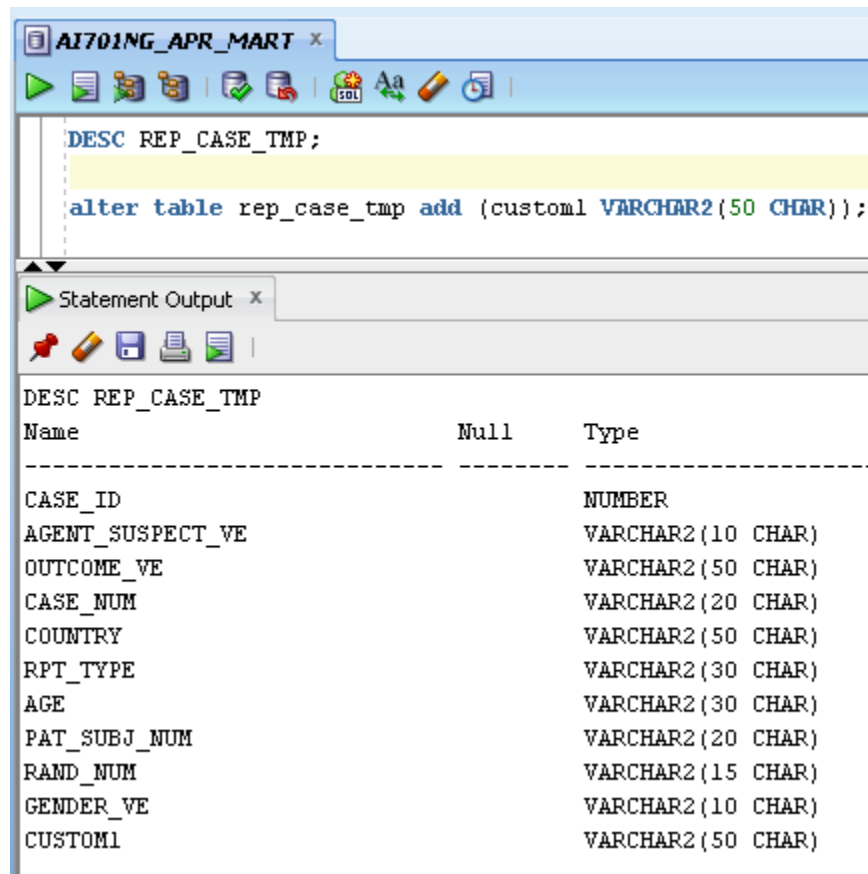 AI701NG_APR_MART
DESC REP_CASE_TMP;
alter table rep_case_tmp add (custom1 VARCHAR2(50 CHAR));
Statement Output
DESC REP_CASE_TMP
Name Null Type
------------------------------ -------- ---------------------
CASE_ID NUMBER
AGENT_SUSPECT_VE VARCHAR2(10 CHAR)
OUTCOME_VE VARCHAR2(50 CHAR)
CASE_NUM VARCHAR2(20 CHAR)
COUNTRY VARCHAR2(50 CHAR)
RPT_TYPE VARCHAR2(30 CHAR)
AGE VARCHAR2(30 CHAR)
PAT_SUBJ_NUM VARCHAR2(20 CHAR)
RAND_NUM VARCHAR2(15 CHAR)
GENDER_VE VARCHAR2(10 CHAR)
CUSTOM1 VARCHAR2(50 CHAR)